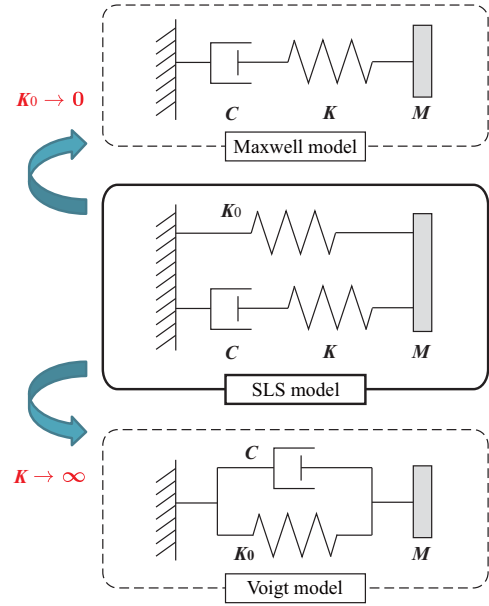 K0 → 0
C K M
Maxwell model
K0
C K M
SLS model
K → ∞
C
K0 M
Voigt model